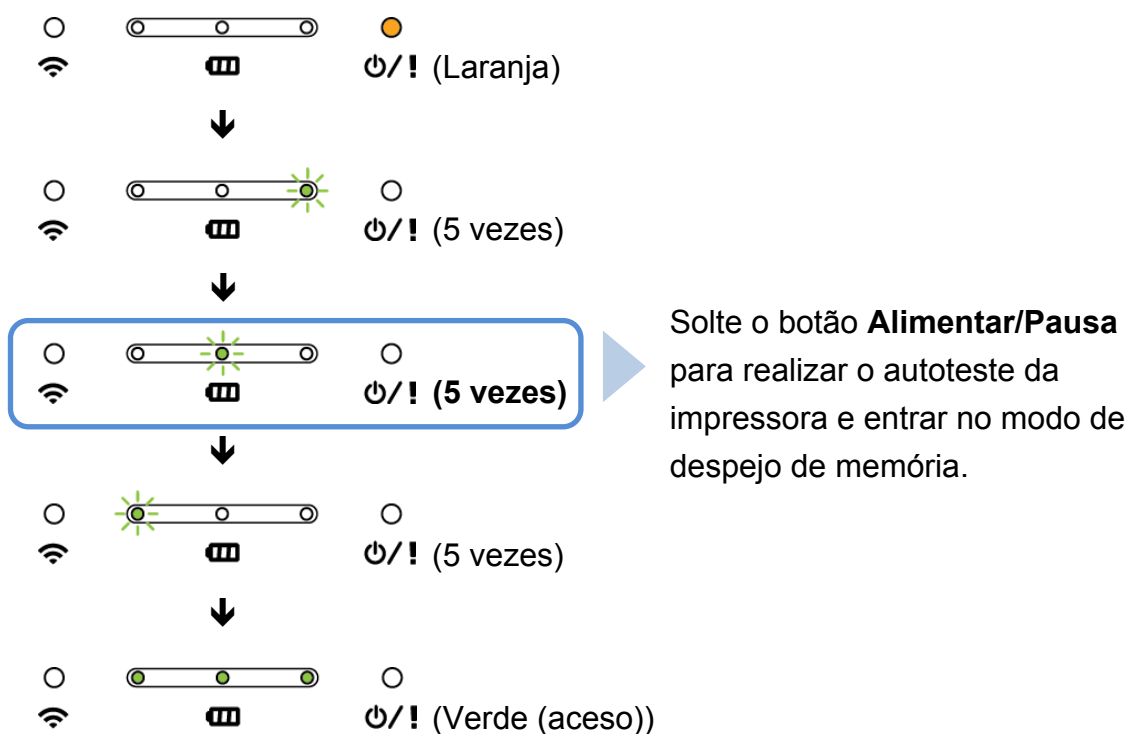 (Laranja)
(5 vezes)
(5 vezes)
Solte o botão Alimentar/Pausa
para realizar o autoteste da
impressora e entrar no modo de
despejo de memória.
(5 vezes)
(Verde (aceso))